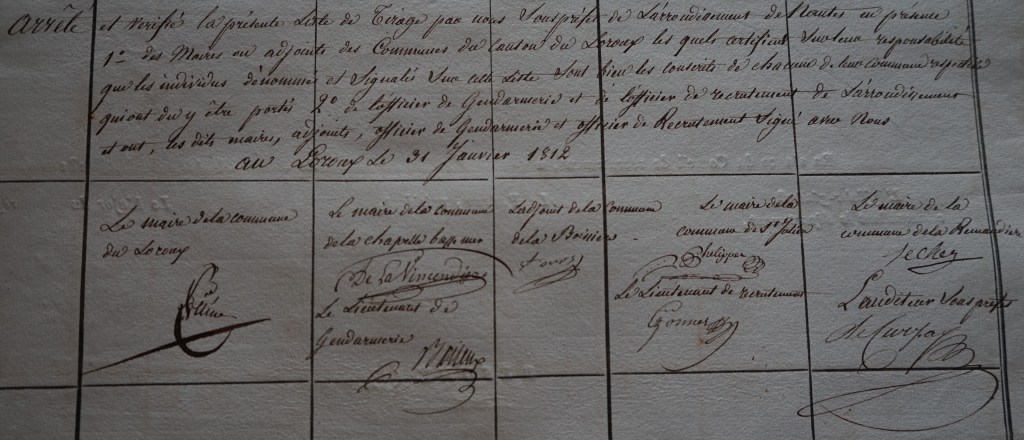 Arrêté et verifié la présente Liste de Tirage par nous Souspréfet de L'arrondissement de Nantes en présence
1° des Maires ou adjoints des Communes du Canton du Loroux les quels certifient sur leur responsabilité
que les individus dénommés et Signalés Sur cette Liste Sont bien les conscrits de chacune de leur commune respective
qui ont du y être portés 2° de l'officier de Gendarmerie et de l'officier de recrutement de L'arrondissement
et ont, les dits maires, adjoints, officier de Gendarmerie et officier de Recrutement Signé avec Nous
au Loroux Le 31 Janvier 1812
Le maire de la commune
du Loroux
Le maire de la commune
de la chapelle basse mer
De La Vincendière
Le Lieutenant de
Gendarmerie
L'adjoint de la Commune
de la Boissière
Le maire de la
commune de St Julien
Phelippes
Le Lieutenant de recrutement
Le maire de la
commune de la Remaudière
L'auditeur Sous préfet